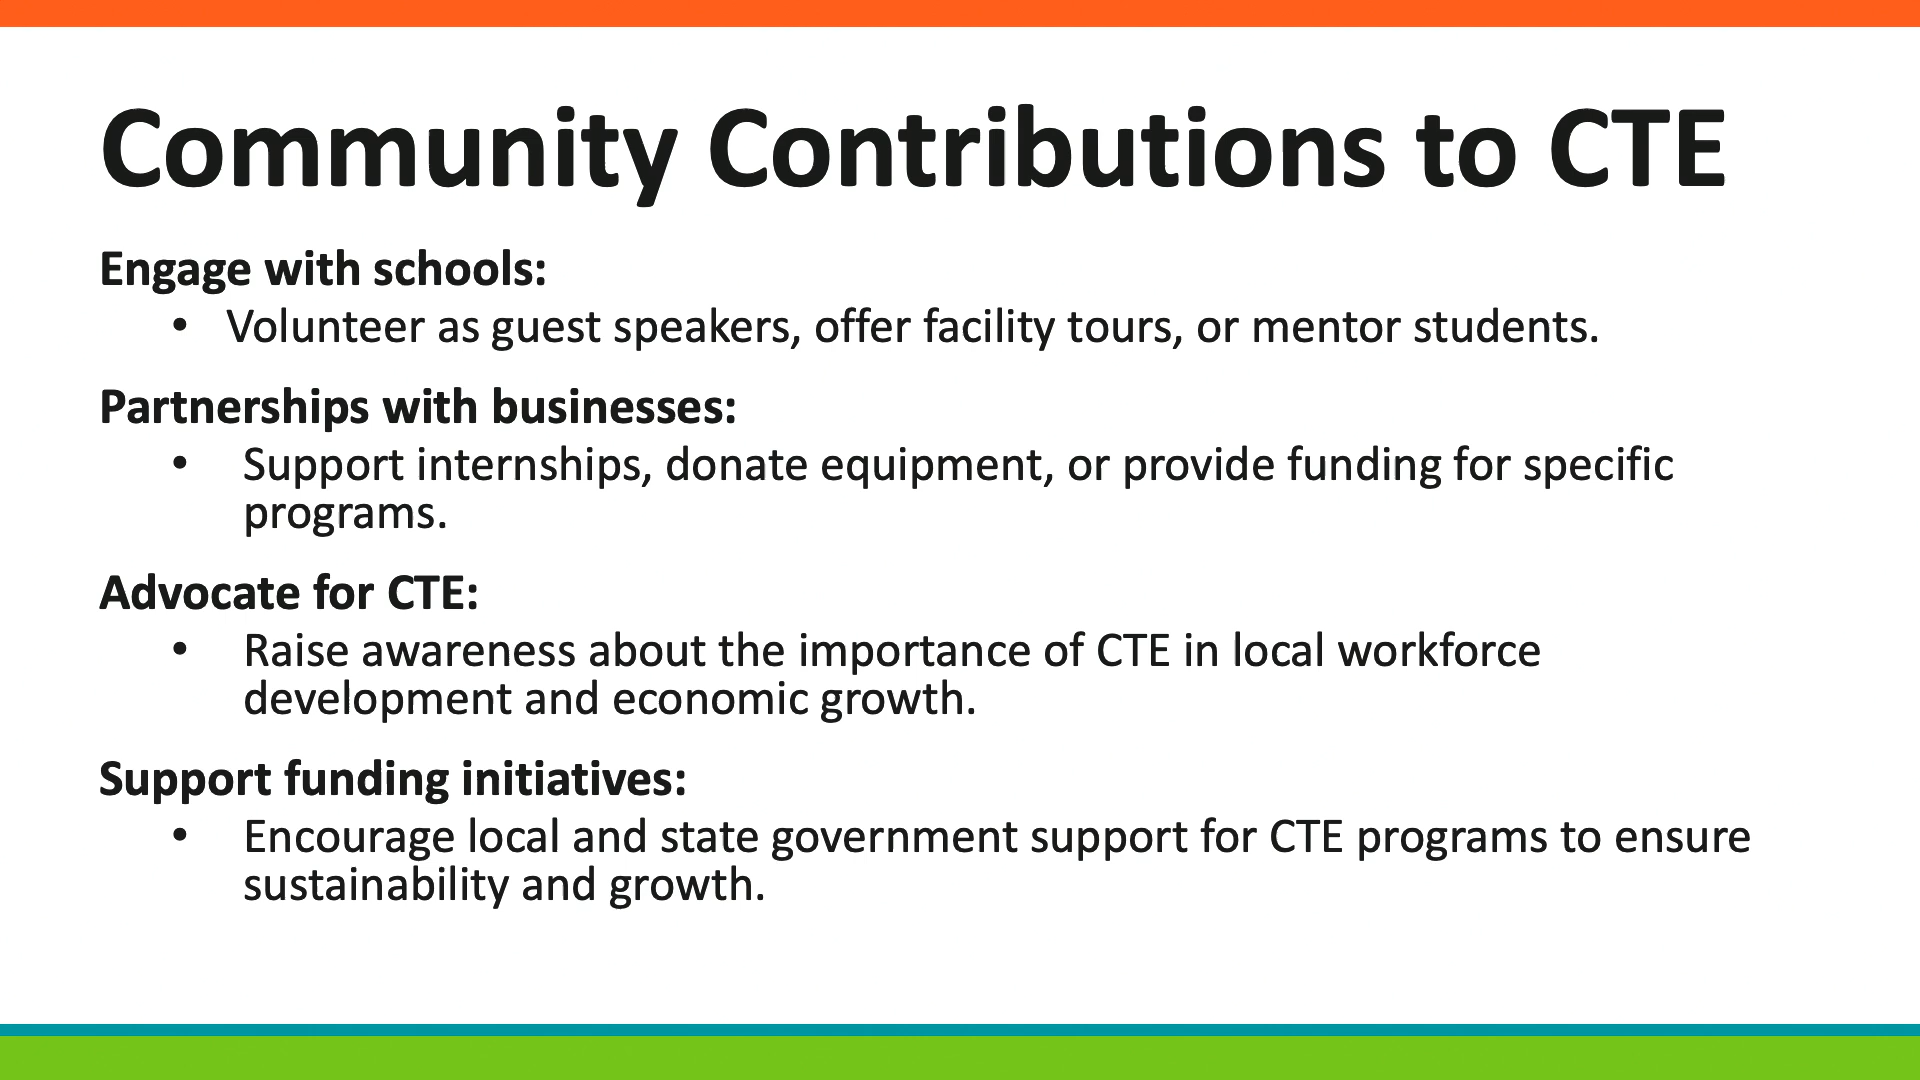 Community Contributions to CTE
Engage with schools:
• Volunteer as guest speakers, offer facility tours, or mentor students.
Partnerships with businesses:
• Support internships, donate equipment, or provide funding for specific
programs.
Advocate for CTE:
• Raise awareness about the importance of CTE in local workforce
development and economic growth.
Support funding initiatives:
• Encourage local and state government support for CTE programs to ensure
sustainability and growth.